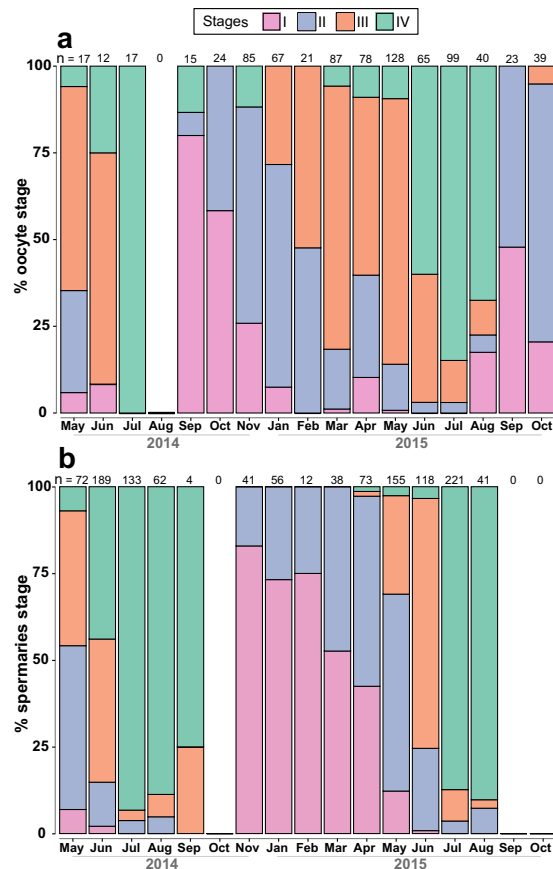 Stages I II III IV
a
n = 17 12 17 0 15 24 85 67 21 87 78 128 65 99 40 23 39
100
75
50
25
0
% oocyte stage
May Jun Jul Aug Sep Oct Nov Jan Feb Mar Apr May Jun Jul Aug Sep Oct
2014 2015
b
n = 72 189 133 62 4 0 41 56 12 38 73 155 118 221 41 0 0
100
75
50
25
0
% spermaries stage
May Jun Jul Aug Sep Oct Nov Jan Feb Mar Apr May Jun Jul Aug Sep Oct
2014 2015